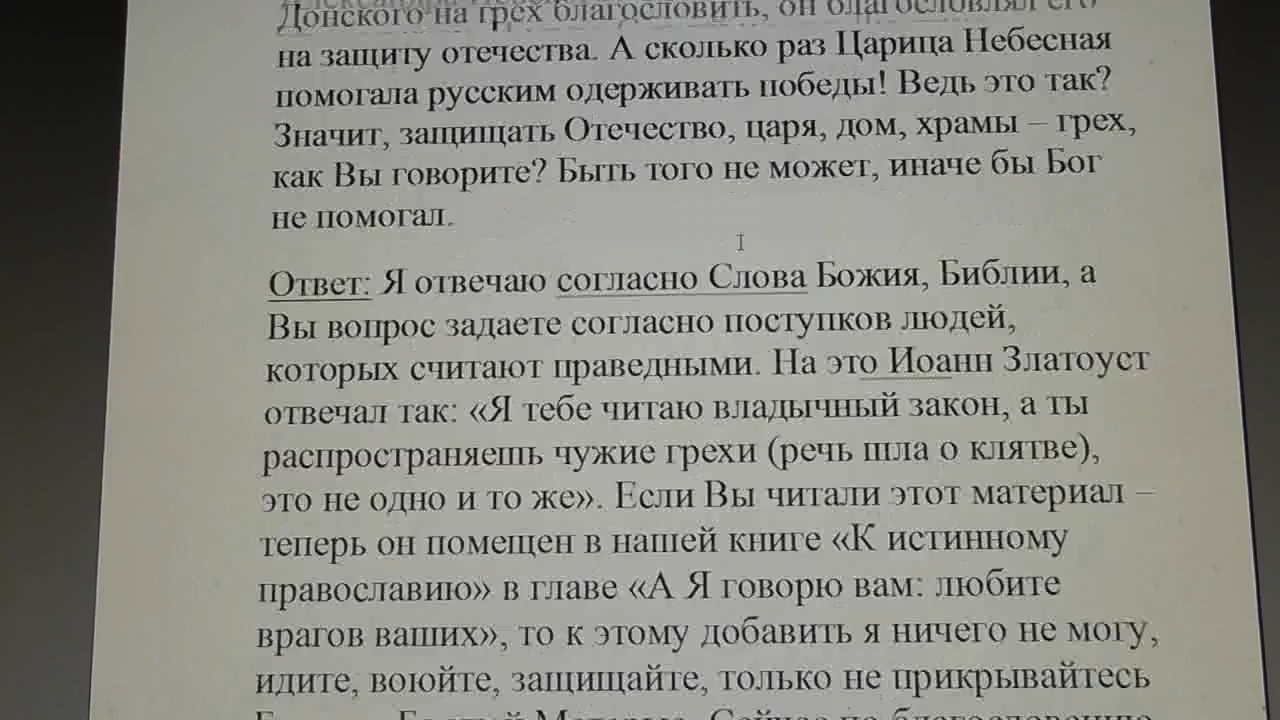 Донского на грех благословить, он благословлял его
на защиту отечества. А сколько раз Царица Небесная
помогала русским одерживать победы! Ведь это так?
Значит, защищать Отечество, царя, дом, храмы – грех,
как Вы говорите? Быть того не может, иначе бы Бог
не помогал.
Ответ: Я отвечаю согласно Слова Божия, Библии, а
Вы вопрос задаете согласно поступков людей,
которых считают праведными. На это Иоанн Златоуст
отвечал так: «Я тебе читаю владычный закон, а ты
распространяешь чужие грехи (речь шла о клятве),
это не одно и то же». Если Вы читали этот материал –
теперь он помещен в нашей книге «К истинному
православию» в главе «А Я говорю вам: любите
врагов ваших», то к этому добавить я ничего не могу,
идите, воюйте, защищайте, только не прикрывайтесь